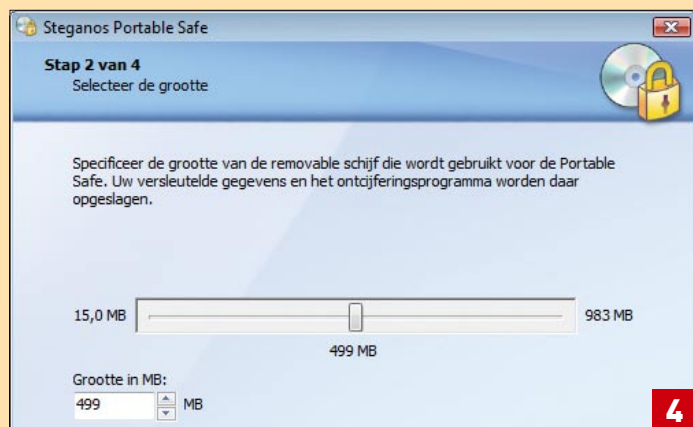 Steganos Portable Safe
Stap 2 van 4
Selecteer de grootte
Specificeer de grootte van de removable schijf die wordt gebruikt voor de Portable
Safe. Uw versleutelde gegevens en het ontcijferingsprogramma worden daar
opgeslagen.
15,0 MB
983 MB
499 MB
Grootte in MB:
499 MB
4